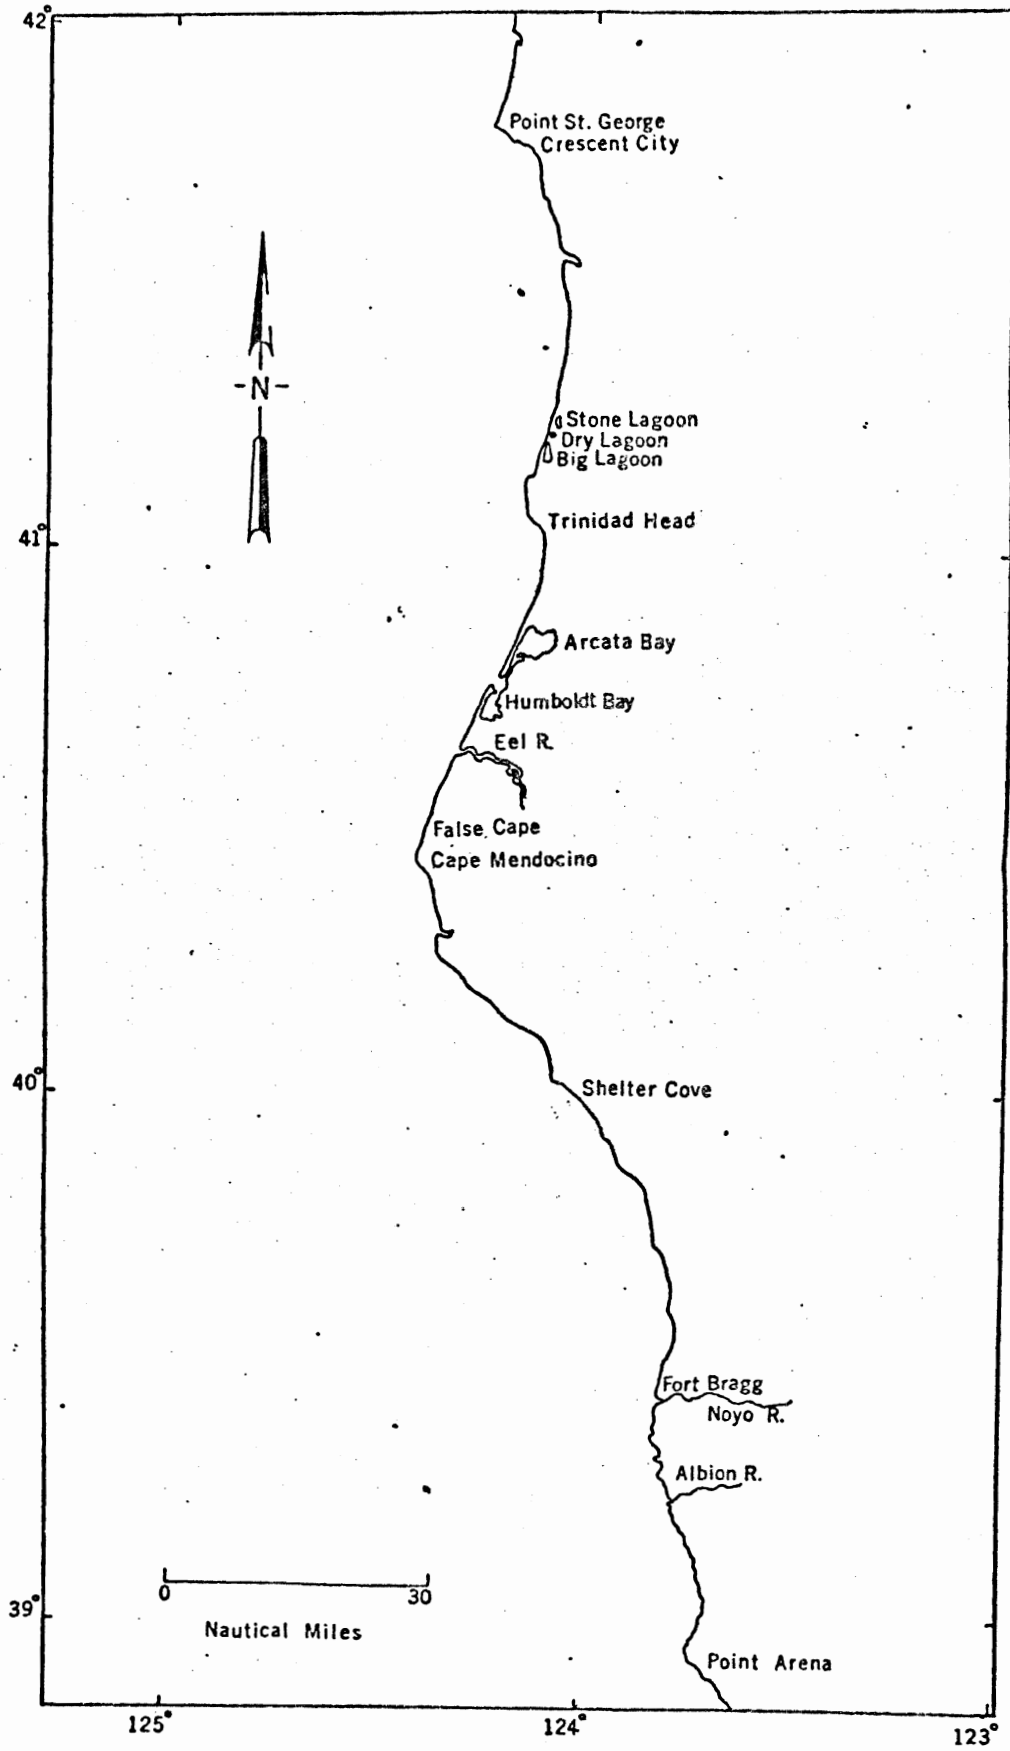 42°
Point St. George
Crescent City
-N-
Stone Lagoon
Dry Lagoon
Big Lagoon
Trinidad Head
41°
Arcata Bay
Humboldt Bay
Eel R.
False Cape
Cape Mendocino
40°
Shelter Cove
Fort Bragg
Noyo R.
Albion R.
0 30
Nautical Miles
39°
Point Arena
125° 124° 123°